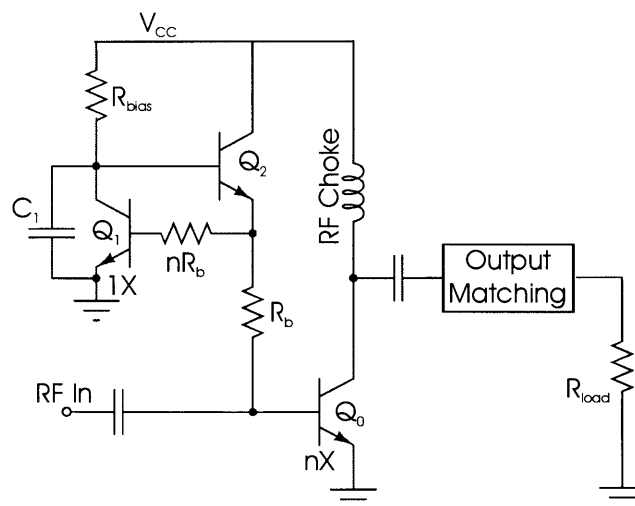 V_CC
R_bias
Q_2
RF Choke
C_1
Q_1
1X
nR_b
R_b
Output
Matching
RF In
Q_0
nX
R_load